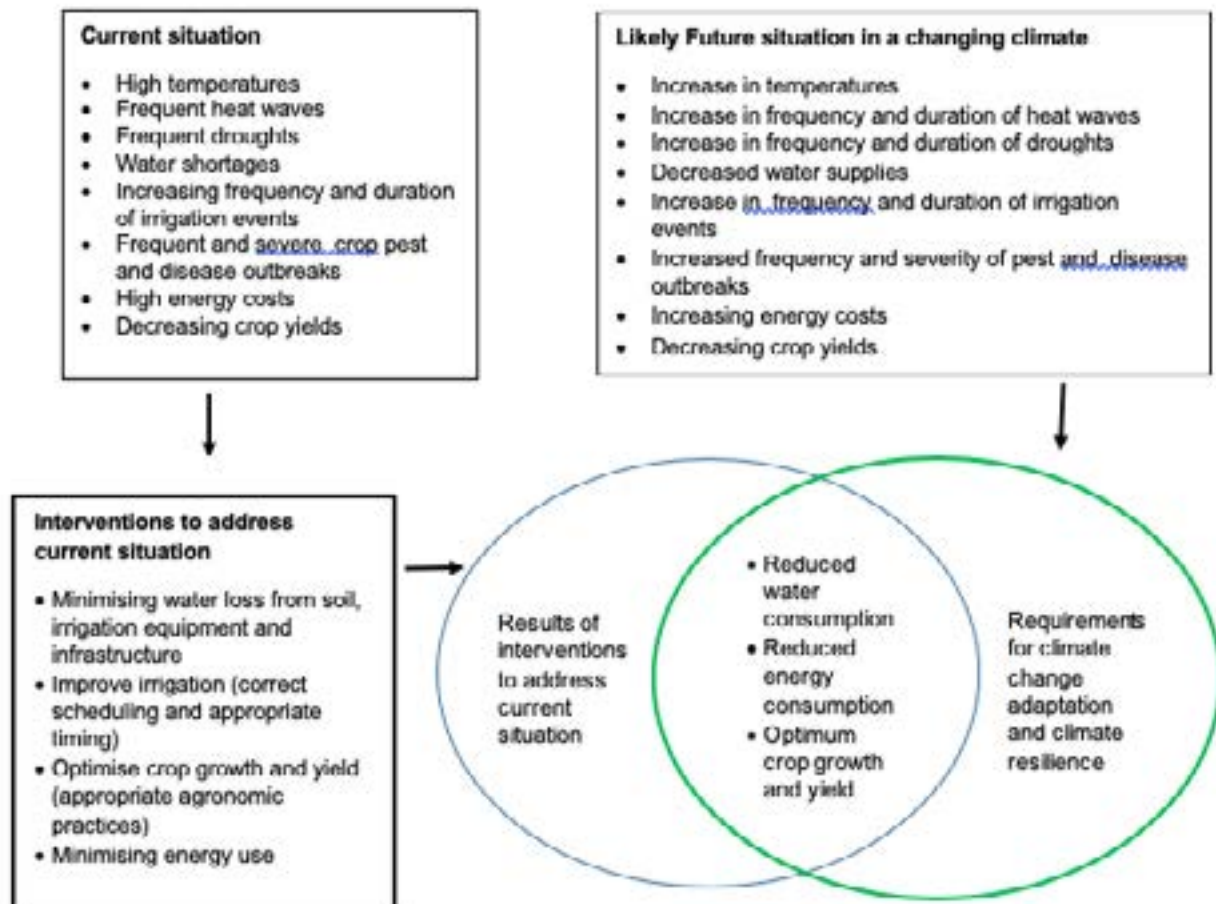 Current situation
• High temperatures
• Frequent heat waves
• Frequent droughts
• Water shortages
• Increasing frequency and duration
of irrigation events
• Frequent and severe crop pest
and disease outbreaks
• High energy costs
• Decreasing crop yields
Likely Future situation in a changing climate
• Increase in temperatures
• Increase in frequency and duration of heat waves
• Increase in frequency and duration of droughts
• Decreased water supplies
• Increase in frequency and duration of irrigation
events
• Increased frequency and severity of pest and disease
outbreaks
• Increasing energy costs
• Decreasing crop yields
Interventions to address
current situation
• Minimising water loss from soil,
irrigation equipment and
infrastructure
• Improve irrigation (correct
scheduling and appropriate
timing)
• Optimise crop growth and yield
(appropriate agronomic
practices)
• Minimising energy use
Results of
interventions
to address
current
situation
• Reduced
water
consumption
• Reduced
energy
consumption
• Optimum
crop growth
and yield
Requirements
for climate
change
adaptation
and climate
resilience